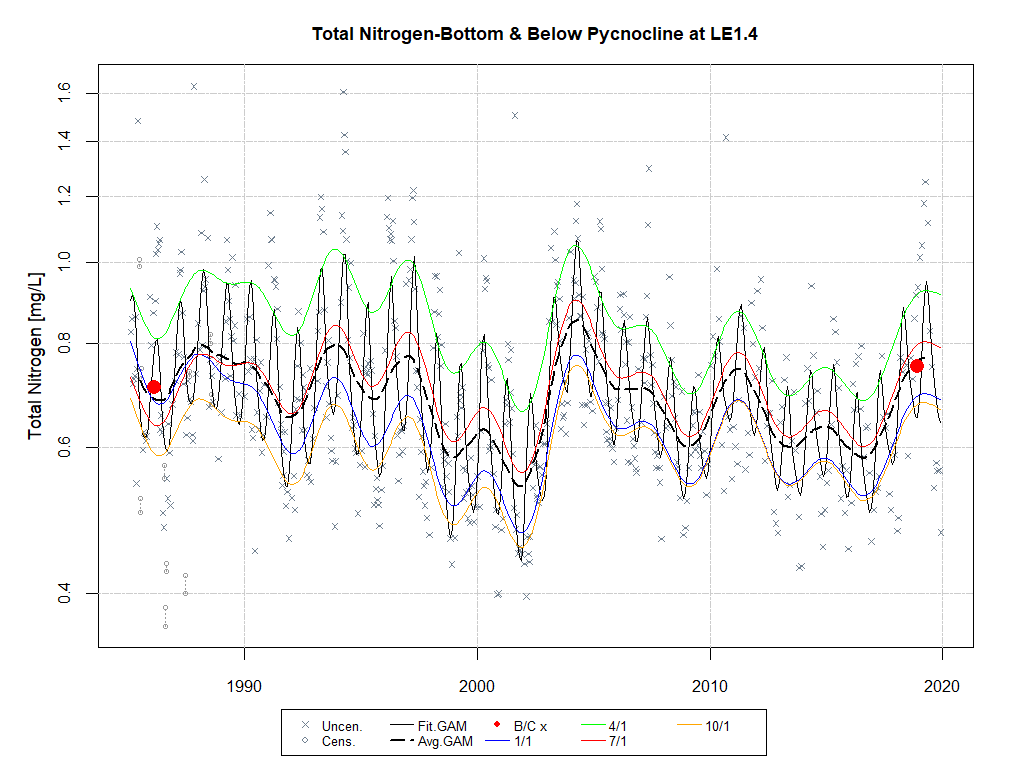 Total Nitrogen-Bottom & Below Pycnocline at LE1.4
Total Nitrogen [mg/L]
1.6
1.4
1.2
1.0
0.8
0.6
0.4
1990 2000 2010 2020
Uncen. Fit.GAM B/C x 4/1 10/1
Cens. Avg.GAM 1/1 7/1